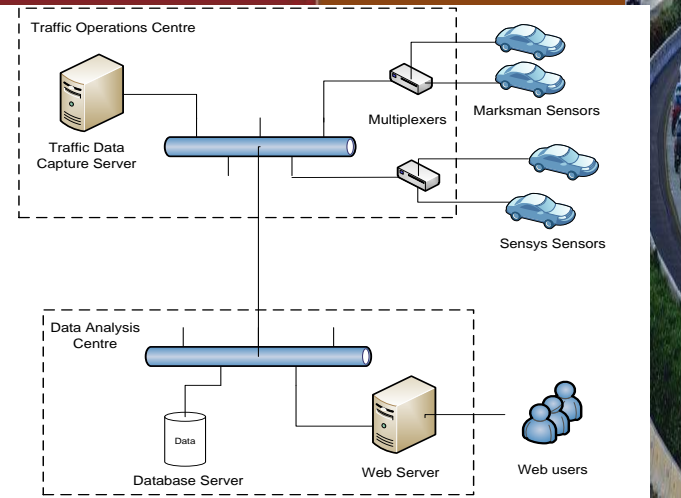 Traffic Operations Centre
Multiplexers
Marksman Sensors
Traffic Data
Capture Server
Sensys Sensors
Data Analysis
Centre
Data
Database Server
Web Server
Web users